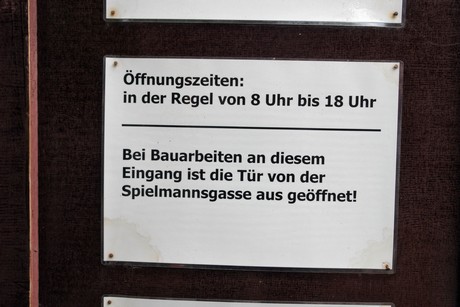 Öffnungszeiten:
in der Regel von 8 Uhr bis 18 Uhr
Bei Bauarbeiten an diesem
Eingang ist die Tür von der
Spielmannsgasse aus geöffnet!